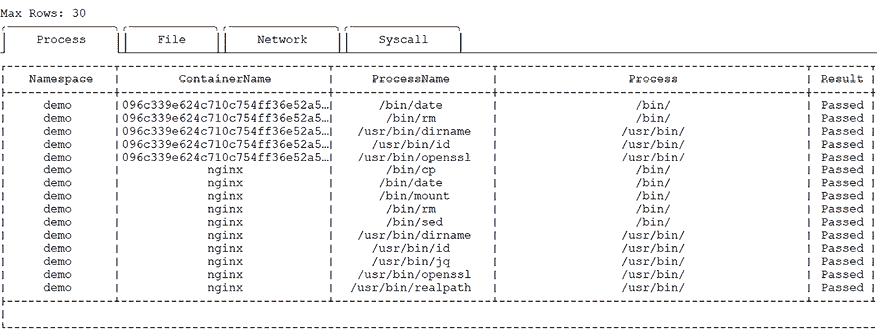 Max Rows: 30
Process File Network Syscall
Namespace ContainerName ProcessName Process Result
demo 096c339e624c710c754ff36e52a5… /bin/date /bin/ Passed
demo 096c339e624c710c754ff36e52a5… /bin/rm /bin/ Passed
demo 096c339e624c710c754ff36e52a5… /usr/bin/dirname /usr/bin/ Passed
demo 096c339e624c710c754ff36e52a5… /usr/bin/id /usr/bin/ Passed
demo 096c339e624c710c754ff36e52a5… /usr/bin/openssl /usr/bin/ Passed
demo nginx /bin/cp /bin/ Passed
demo nginx /bin/date /bin/ Passed
demo nginx /bin/mount /bin/ Passed
demo nginx /bin/rm /bin/ Passed
demo nginx /bin/sed /bin/ Passed
demo nginx /usr/bin/dirname /usr/bin/ Passed
demo nginx /usr/bin/id /usr/bin/ Passed
demo nginx /usr/bin/jq /usr/bin/ Passed
demo nginx /usr/bin/openssl /usr/bin/ Passed
demo nginx /usr/bin/realpath /usr/bin/ Passed